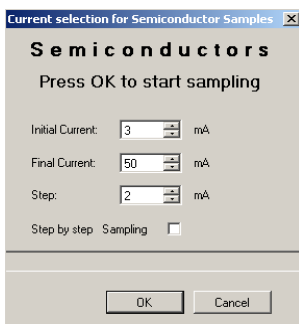 Current selection for Semiconductor Samples
Semiconductors
Press OK to start sampling
Initial Current: 3 mA
Final Current: 50 mA
Step: 2 mA
Step by step Sampling
OK Cancel